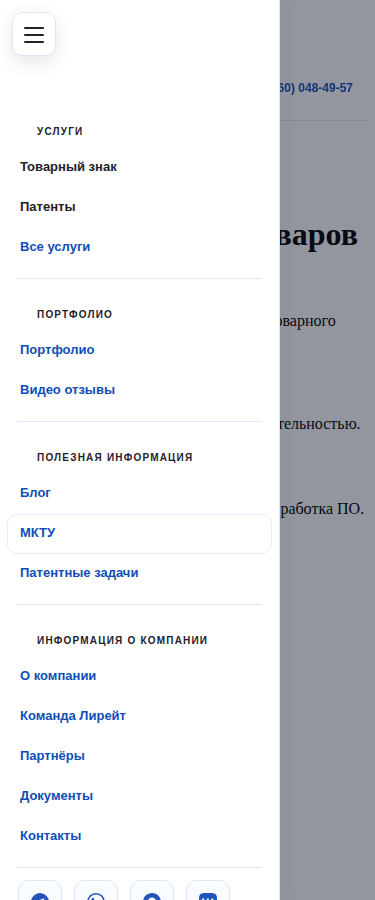 60) 048-49-57
УСЛУГИ
Товарный знак
Патенты
варов
Все услуги
ПОРТФОЛИО
оварного
Портфолио
Видео отзывы
тельностью.
ПОЛЕЗНАЯ ИНФОРМАЦИЯ
Блог
работка ПО.
МКТУ
Патентные задачи
ИНФОРМАЦИЯ О КОМПАНИИ
О компании
Команда Лирейт
Партнёры
Документы
Контакты